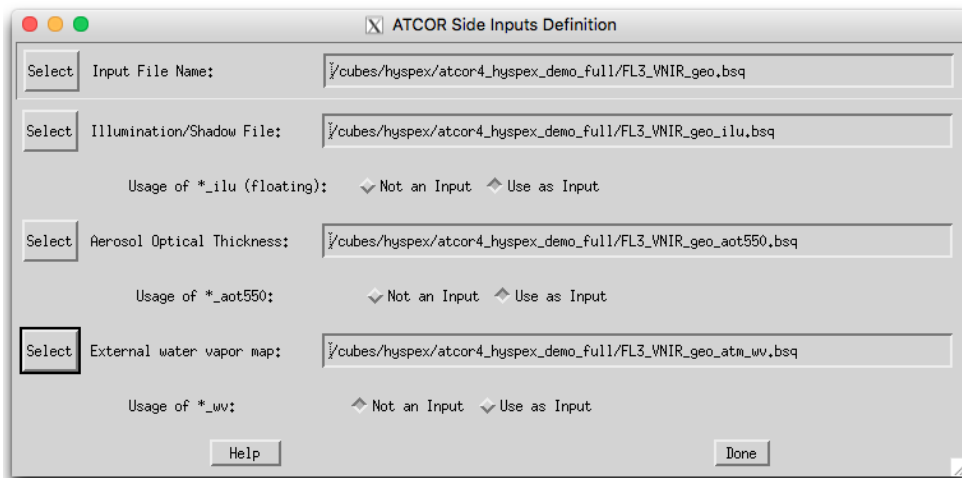 ATCOR Side Inputs Definition
Select Input File Name: /cubes/hyspex/atcor4_hyspex_demo_full/FL3_VNIR_geo.bsq
Select Illumination/Shadow File: /cubes/hyspex/atcor4_hyspex_demo_full/FL3_VNIR_geo_ilu.bsq
Usage of *_ilu (floating): Not an Input Use as Input
Select Aerosol Optical Thickness: /cubes/hyspex/atcor4_hyspex_demo_full/FL3_VNIR_geo_aot550.bsq
Usage of *_aot550: Not an Input Use as Input
Select External water vapor map: /cubes/hyspex/atcor4_hyspex_demo_full/FL3_VNIR_geo_atm_wv.bsq
Usage of *_wv: Not an Input Use as Input
Help Done